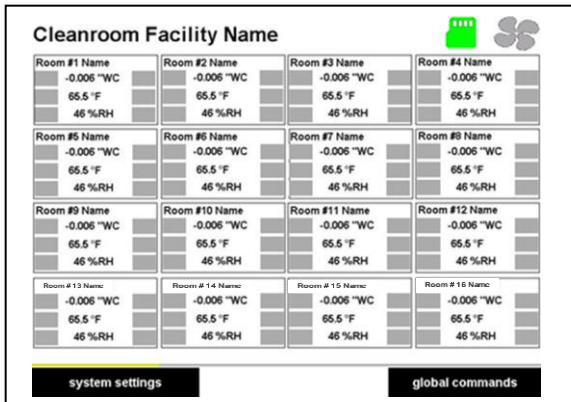 Cleanroom Facility Name
Room #1 Name Room #2 Name Room #3 Name Room #4 Name
-0.006 "WC -0.006 "WC -0.006 "WC -0.006 "WC
65.5 °F 65.5 °F 65.5 °F 65.5 °F
46 %RH 46 %RH 46 %RH 46 %RH
Room #5 Name Room #6 Name Room #7 Name Room #8 Name
-0.006 "WC -0.006 "WC -0.006 "WC -0.006 "WC
65.5 °F 65.5 °F 65.5 °F 65.5 °F
46 %RH 46 %RH 46 %RH 46 %RH
Room #9 Name Room #10 Name Room #11 Name Room #12 Name
-0.006 "WC -0.006 "WC -0.006 "WC -0.006 "WC
65.5 °F 65.5 °F 65.5 °F 65.5 °F
46 %RH 46 %RH 46 %RH 46 %RH
Room #13 Name Room #14 Name Room #15 Name Room #16 Name
-0.006 "WC -0.006 "WC -0.006 "WC -0.006 "WC
65.5 °F 65.5 °F 65.5 °F 65.5 °F
46 %RH 46 %RH 46 %RH 46 %RH
system settings global commands